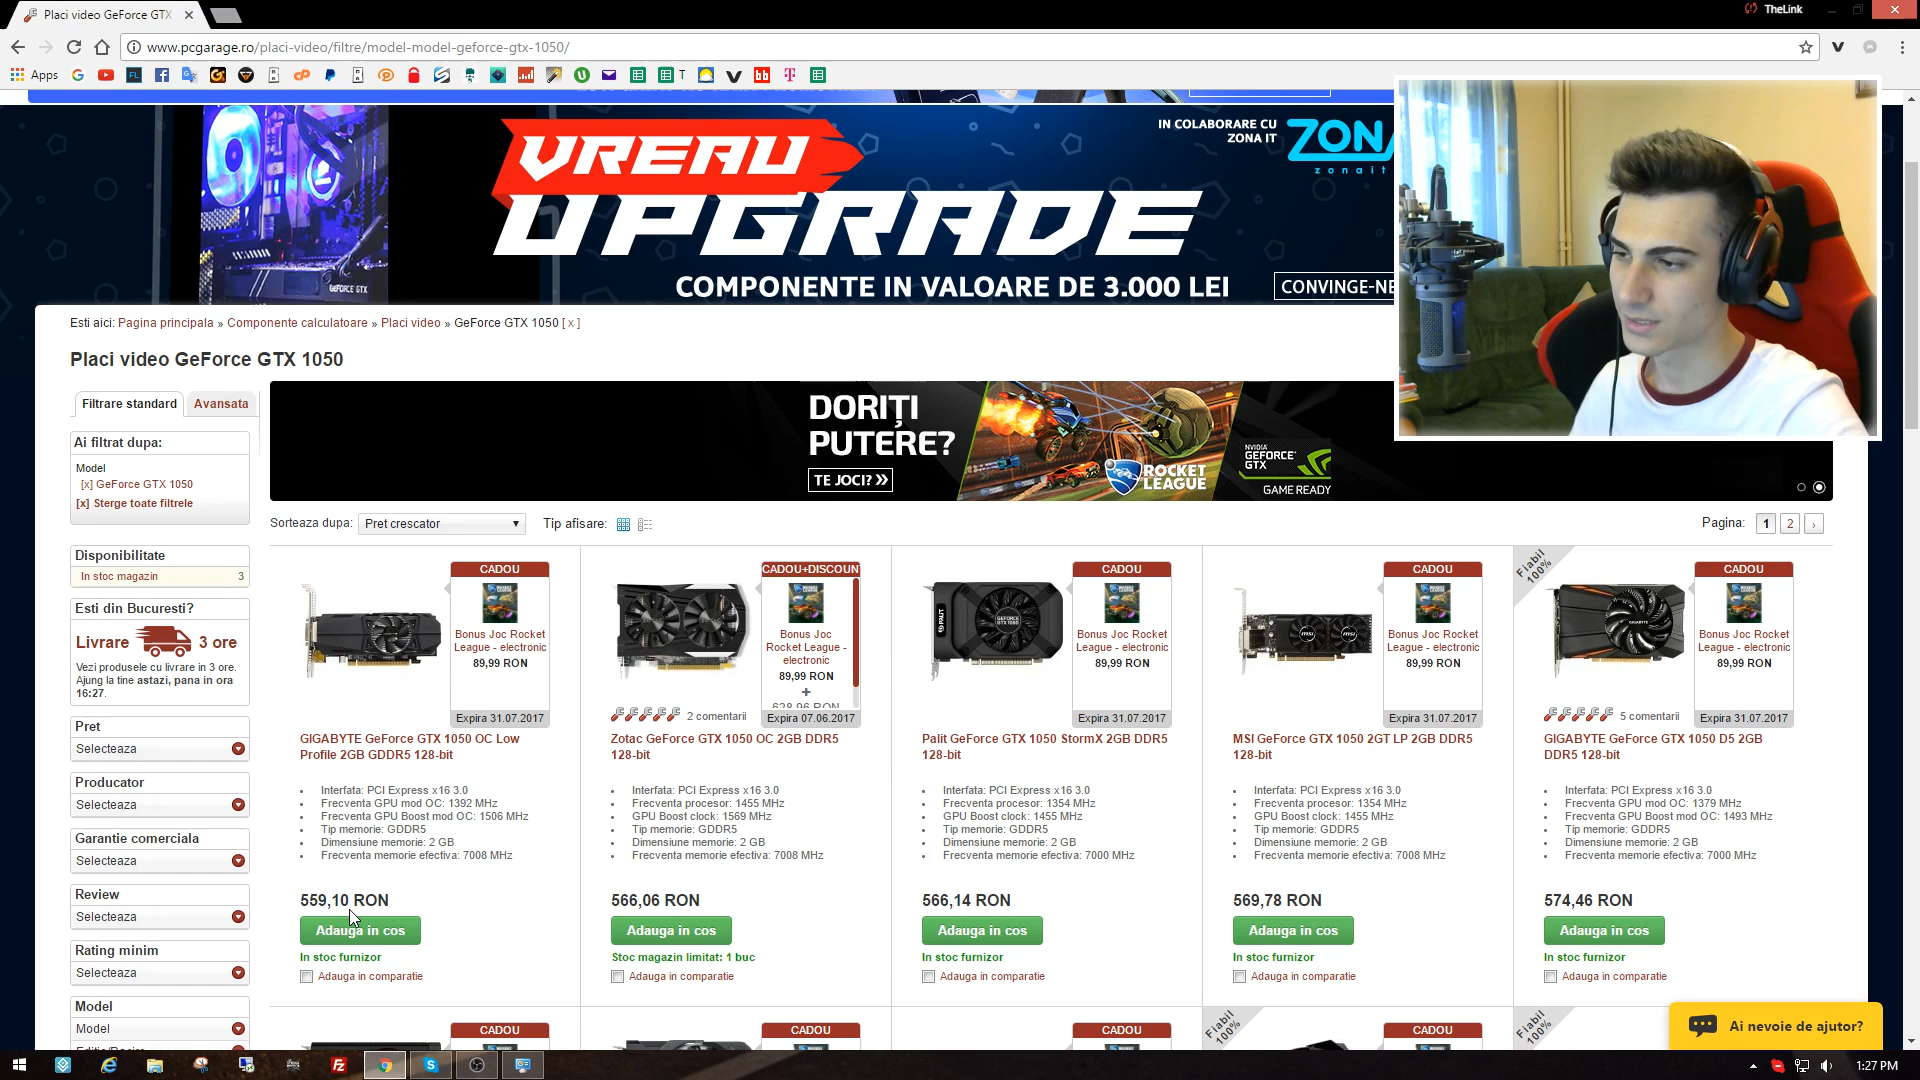 Placi video GeForce GTX
TheLink
www.pcgarage.ro/placi-video/filtre/model-model-geforce-gtx-1050/
Apps
T
VREAU
UPGRADE
COMPONENTE IN VALOARE DE 3.000 LEI
IN COLABORARE CU
ZONA IT
zonait
CONVINGE-NE
GEFORCE GTX
Esti aici: Pagina principala » Componente calculatoare » Placi video » GeForce GTX 1050 [ x ]
Placi video GeForce GTX 1050
Filtrare standard
Avansata
Ai filtrat dupa:
Model
[x] GeForce GTX 1050
[x] Sterge toate filtrele
DORIȚI
PUTERE?
TE JOCI?
ROCKET
LEAGUE
NVIDIA
GEFORCE
GTX
GAME READY
Sorteaza dupa: Pret crescator
Tip afisare:
Pagina: 1 2 ›
Disponibilitate
In stoc magazin 3
Esti din Bucuresti?
Livrare 3 ore
Vezi produsele cu livrare in 3 ore.
Ajung la tine astazi, pana in ora
16:27.
Pret
Selecteaza
Producator
Selecteaza
Garantie comerciala
Selecteaza
Review
Selecteaza
Rating minim
Selecteaza
Model
Model
CADOU
Bonus Joc Rocket
League - electronic
89,99 RON
Expira 31.07.2017
GIGABYTE GeForce GTX 1050 OC Low
Profile 2GB GDDR5 128-bit
Interfata: PCI Express x16 3.0
Frecventa GPU mod OC: 1392 MHz
Frecventa GPU Boost mod OC: 1506 MHz
Tip memorie: GDDR5
Dimensiune memorie: 2 GB
Frecventa memorie efectiva: 7008 MHz
559,10 RON
Adauga in cos
In stoc furnizor
Adauga in comparatie
CADOU+DISCOUN
Bonus Joc
Rocket League -
electronic
89,99 RON
+
628,96 RON
2 comentarii
Expira 07.06.2017
Zotac GeForce GTX 1050 OC 2GB DDR5
128-bit
Interfata: PCI Express x16 3.0
Frecventa procesor: 1455 MHz
GPU Boost clock: 1569 MHz
Tip memorie: GDDR5
Dimensiune memorie: 2 GB
Frecventa memorie efectiva: 7008 MHz
566,06 RON
Adauga in cos
Stoc magazin limitat: 1 buc
Adauga in comparatie
PALIT
GEFORCE
GTX
CADOU
Bonus Joc Rocket
League - electronic
89,99 RON
Expira 31.07.2017
Palit GeForce GTX 1050 StormX 2GB DDR5
128-bit
Interfata: PCI Express x16 3.0
Frecventa procesor: 1354 MHz
GPU Boost clock: 1455 MHz
Tip memorie: GDDR5
Dimensiune memorie: 2 GB
Frecventa memorie efectiva: 7000 MHz
566,14 RON
Adauga in cos
In stoc furnizor
Adauga in comparatie
msi
msi
CADOU
Bonus Joc Rocket
League - electronic
89,99 RON
Expira 31.07.2017
MSI GeForce GTX 1050 2GT LP 2GB DDR5
128-bit
Interfata: PCI Express x16 3.0
Frecventa procesor: 1354 MHz
GPU Boost clock: 1455 MHz
Tip memorie: GDDR5
Dimensiune memorie: 2 GB
Frecventa memorie efectiva: 7008 MHz
569,78 RON
Adauga in cos
In stoc furnizor
Adauga in comparatie
Fiabil
100%
GIGABYTE
CADOU
Bonus Joc Rocket
League - electronic
89,99 RON
5 comentarii
Expira 31.07.2017
GIGABYTE GeForce GTX 1050 D5 2GB
DDR5 128-bit
Interfata: PCI Express x16 3.0
Frecventa GPU mod OC: 1379 MHz
Frecventa GPU Boost mod OC: 1493 MHz
Tip memorie: GDDR5
Dimensiune memorie: 2 GB
Frecventa memorie efectiva: 7000 MHz
574,46 RON
Adauga in cos
In stoc furnizor
Adauga in comparatie
CADOU
CADOU
CADOU
Fiabil
100%
CADOU
Fiabil
100%
CADOU
Ai nevoie de ajutor?
1:27 PM